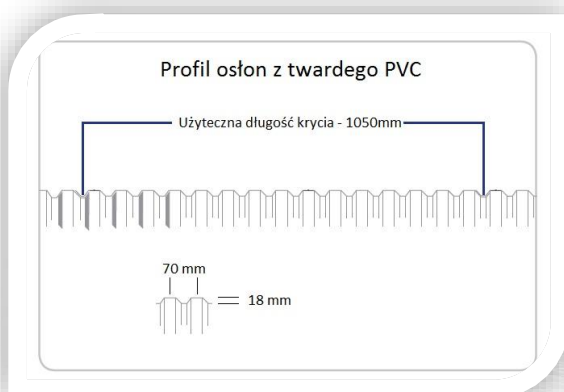 Profil osłon z twardego PVC
Użyteczna długość krycia - 1050mm
70 mm
18 mm